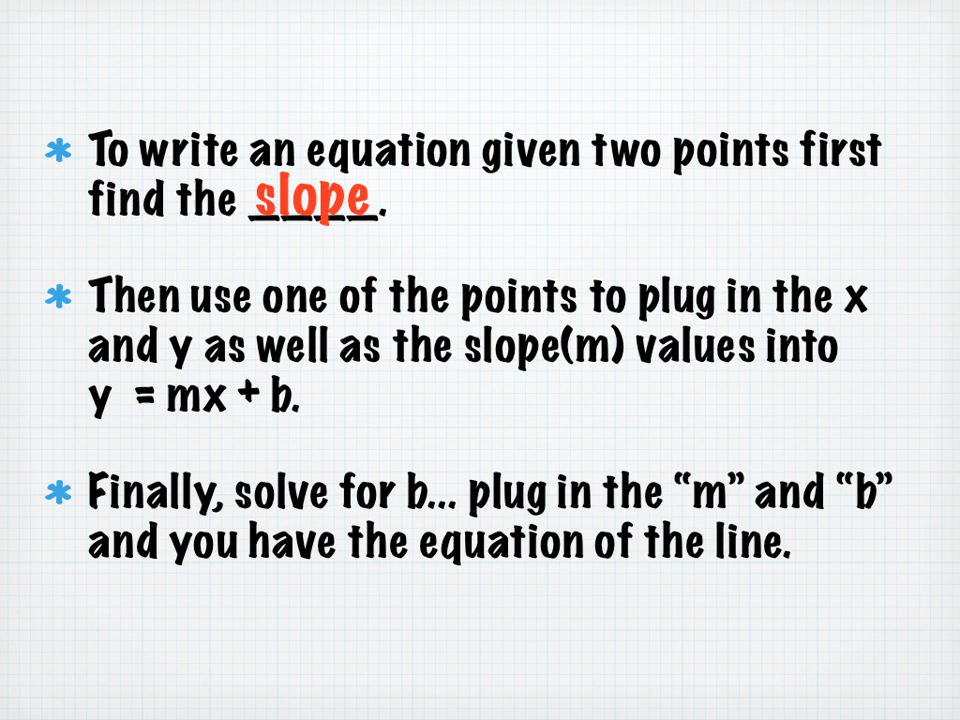 * To write an equation given two points first
find the slope.
* Then use one of the points to plug in the x
and y as well as the slope(m) values into
y = mx + b.
* Finally, solve for b... plug in the “m” and “b”
and you have the equation of the line.